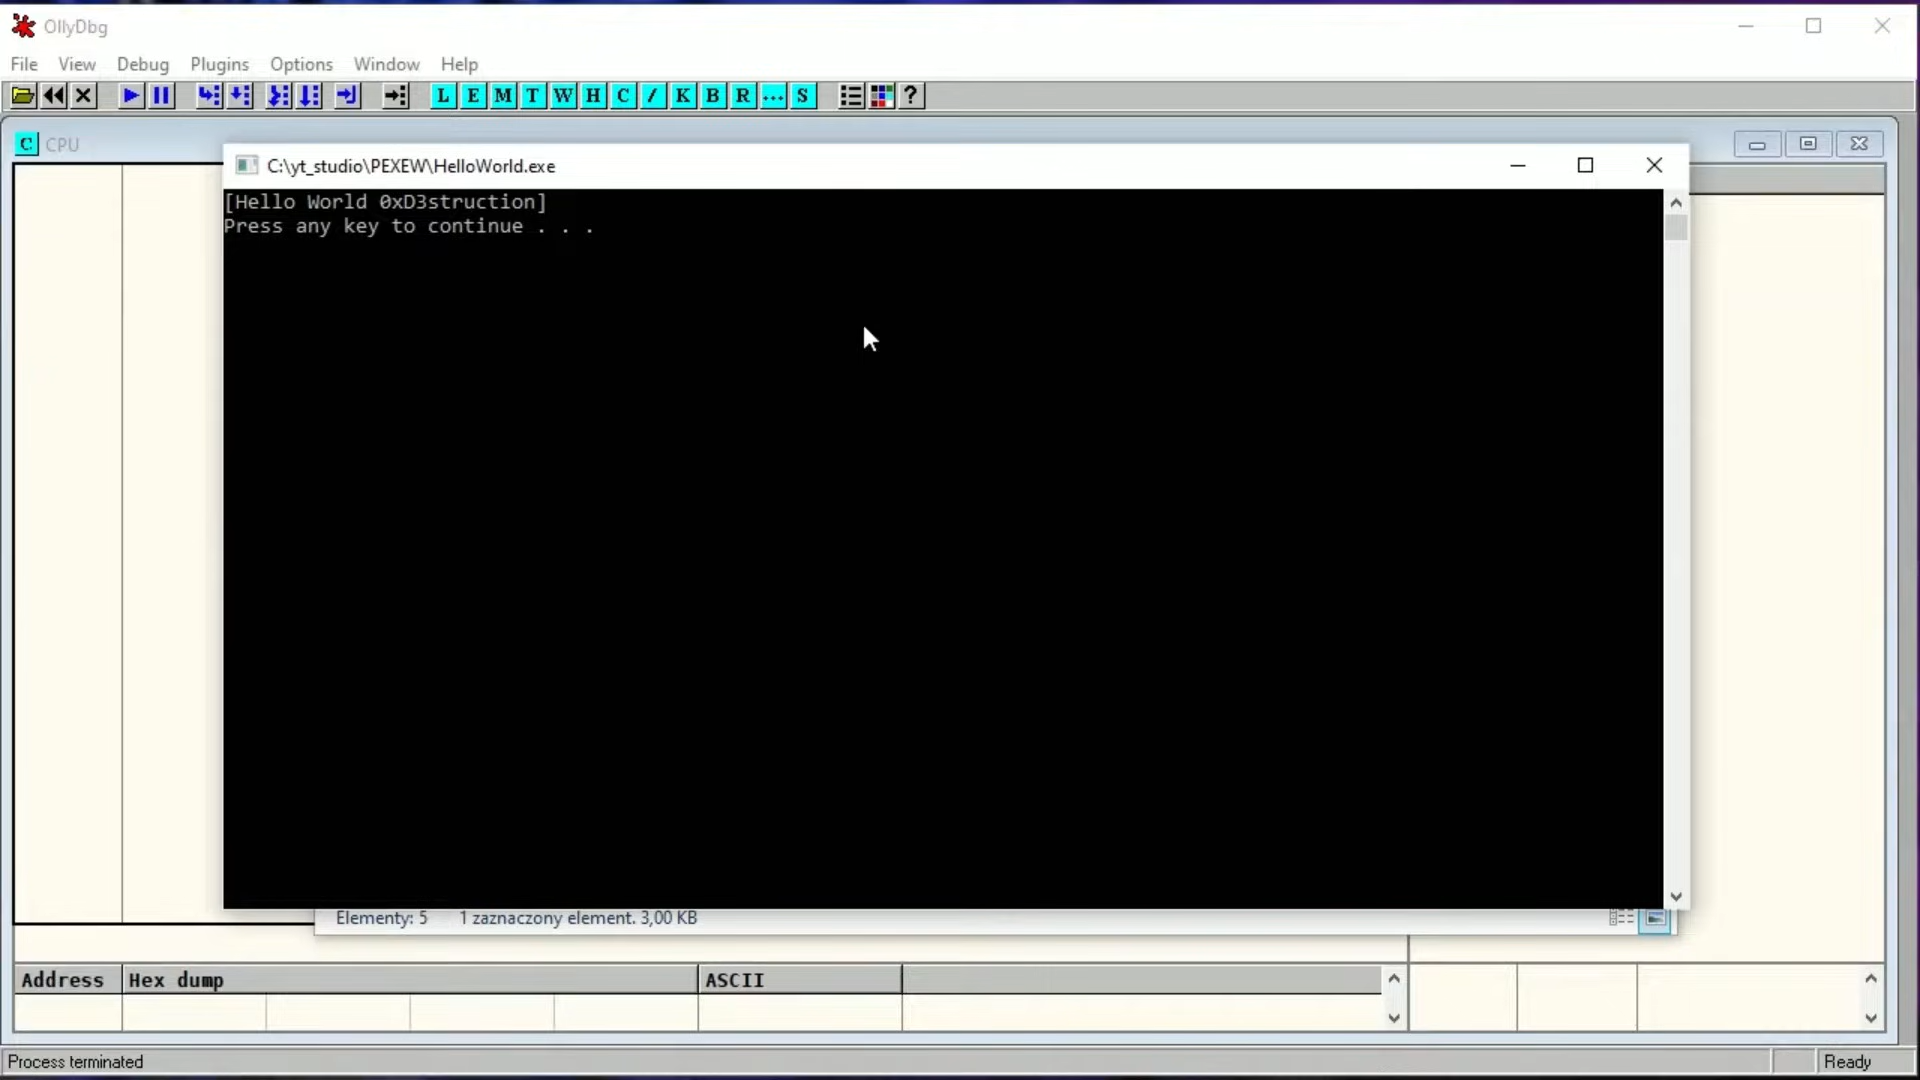 OllyDbg
File View Debug Plugins Options Window Help
L E M T W H C / K B R ... S ?
C CPU
C:\yt_studio\PEXEW\HelloWorld.exe
[Hello World 0xD3struction]
Press any key to continue . . .
Elementy: 5 1 zaznaczony element. 3,00 KB
Address Hex dump ASCII
Process terminated Ready